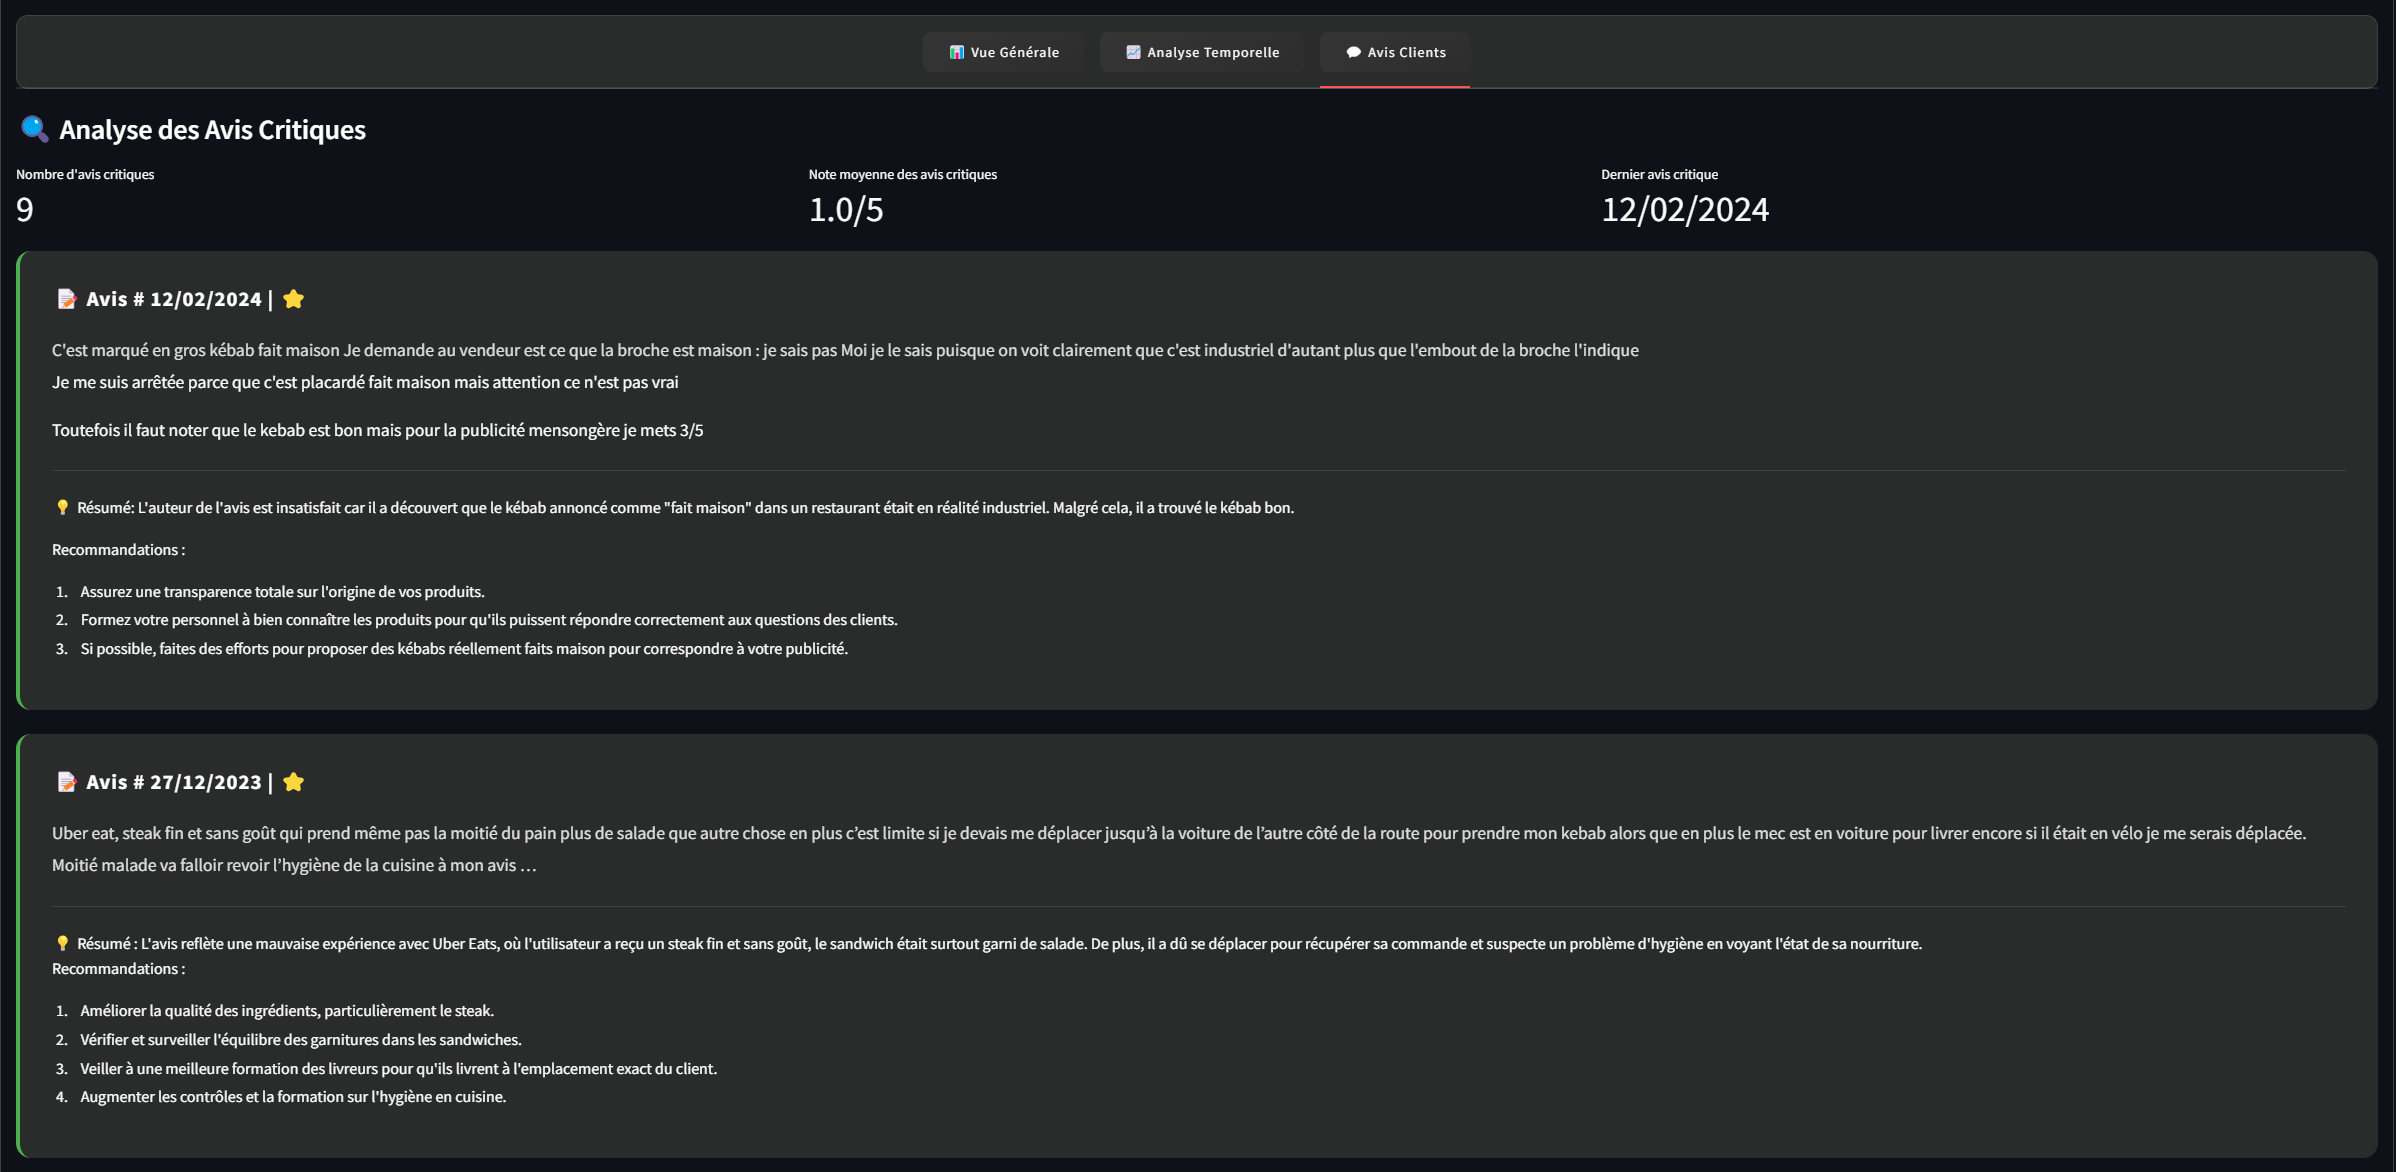 Vue Générale
Analyse Temporelle
Avis Clients
Analyse des Avis Critiques
Nombre d'avis critiques
9
Note moyenne des avis critiques
1.0/5
Dernier avis critique
12/02/2024
Avis # 12/02/2024 |
C'est marqué en gros kébab fait maison Je demande au vendeur est ce que la broche est maison : je sais pas Moi je le sais puisque on voit clairement que c'est industriel d'autant plus que l'embout de la broche l'indique
Je me suis arrêtée parce que c'est placardé fait maison mais attention ce n'est pas vrai
Toutefois il faut noter que le kebab est bon mais pour la publicité mensongère je mets 3/5
Résumé: L'auteur de l'avis est insatisfait car il a découvert que le kébab annoncé comme "fait maison" dans un restaurant était en réalité industriel. Malgré cela, il a trouvé le kébab bon.
Recommandations :
1. Assurez une transparence totale sur l'origine de vos produits.
2. Formez votre personnel à bien connaître les produits pour qu'ils puissent répondre correctement aux questions des clients.
3. Si possible, faites des efforts pour proposer des kébabs réellement faits maison pour correspondre à votre publicité.
Avis # 27/12/2023 |
Uber eat, steak fin et sans goût qui prend même pas la moitié du pain plus de salade que autre chose en plus c’est limite si je devais me déplacer jusqu’à la voiture de l’autre côté de la route pour prendre mon kebab alors que en plus le mec est en voiture pour livrer encore si il était en vélo je me serais déplacée.
Moitié malade va falloir revoir l’hygiène de la cuisine à mon avis …
Résumé : L'avis reflète une mauvaise expérience avec Uber Eats, où l'utilisateur a reçu un steak fin et sans goût, le sandwich était surtout garni de salade. De plus, il a dû se déplacer pour récupérer sa commande et suspecte un problème d'hygiène en voyant l'état de sa nourriture.
Recommandations :
1. Améliorer la qualité des ingrédients, particulièrement le steak.
2. Vérifier et surveiller l'équilibre des garnitures dans les sandwiches.
3. Veiller à une meilleure formation des livreurs pour qu'ils livrent à l'emplacement exact du client.
4. Augmenter les contrôles et la formation sur l'hygiène en cuisine.